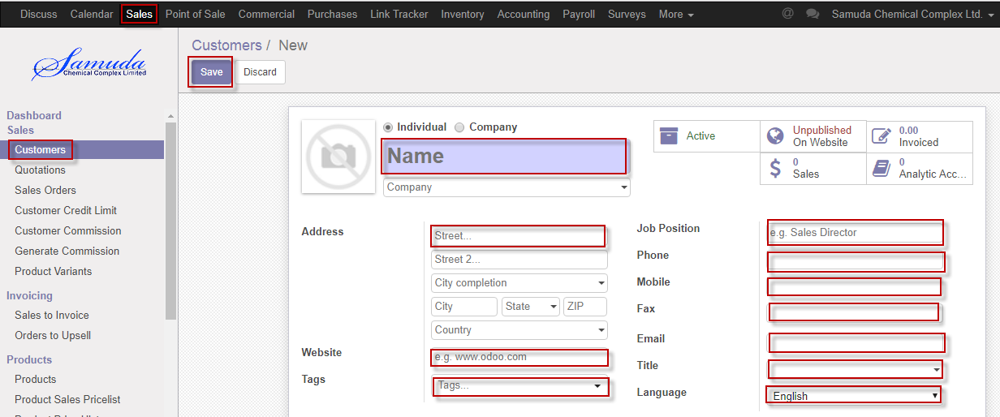 Discuss Calendar Sales Point of Sale Commercial Purchases Link Tracker Inventory Accounting Payroll Surveys More @ Samuda Chemical Complex Ltd.
Samuda
Chemical Complex Limited
Customers / New
Save Discard
Dashboard
Sales
Customers
Quotations
Sales Orders
Customer Credit Limit
Customer Commission
Generate Commission
Product Variants
Invoicing
Sales to Invoice
Orders to Upsell
Products
Products
Product Sales Pricelist
Individual Company
Name
Company
Active
Unpublished
On Website
0.00
Invoiced
$
0
Sales
0
Analytic Acc...
Address
Street...
Street 2...
City completion
City State ZIP
Country
Website e.g. www.odoo.com
Tags Tags...
Job Position e.g. Sales Director
Phone
Mobile
Fax
Email
Title
Language English